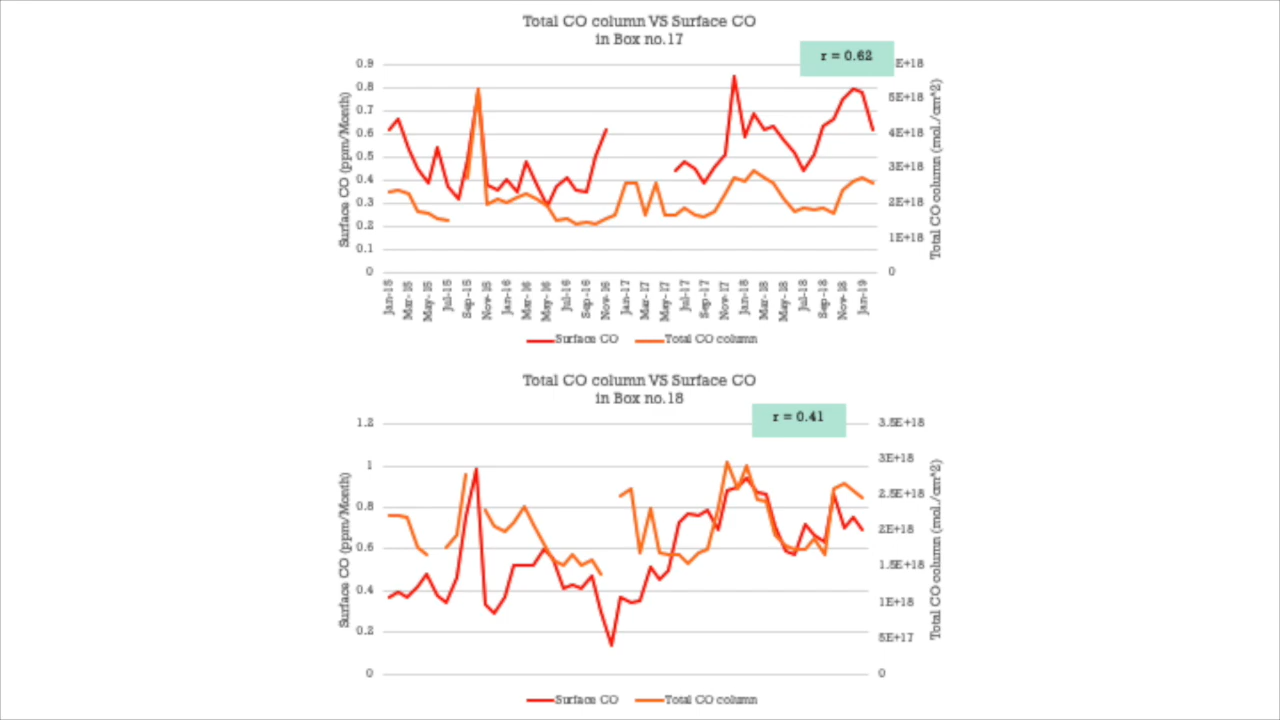 Total CO column VS Surface CO
in Box no.17
r = 0.62
Surface CO (ppm/Month)
0.9
0.8
0.7
0.6
0.5
0.4
0.3
0.2
0.1
0
E+18
5E+18
4E+18
3E+18
2E+18
1E+18
0
Total CO column (mol./cm^2)
Jan-15
Mar-15
May-15
Jul-15
Sep-15
Nov-15
Jan-16
Mar-16
May-16
Jul-16
Sep-16
Nov-16
Jan-17
Mar-17
May-17
Jul-17
Sep-17
Nov-17
Jan-18
Mar-18
May-18
Jul-18
Sep-18
Nov-18
Jan-19
Surface CO
Total CO column
Total CO column VS Surface CO
in Box no.18
r = 0.41
Surface CO (ppm/Month)
1.2
1
0.8
0.6
0.4
0.2
0
3.5E+18
3E+18
2.5E+18
2E+18
1.5E+18
1E+18
5E+17
0
Total CO column (mol./cm^2)
Surface CO
Total CO column